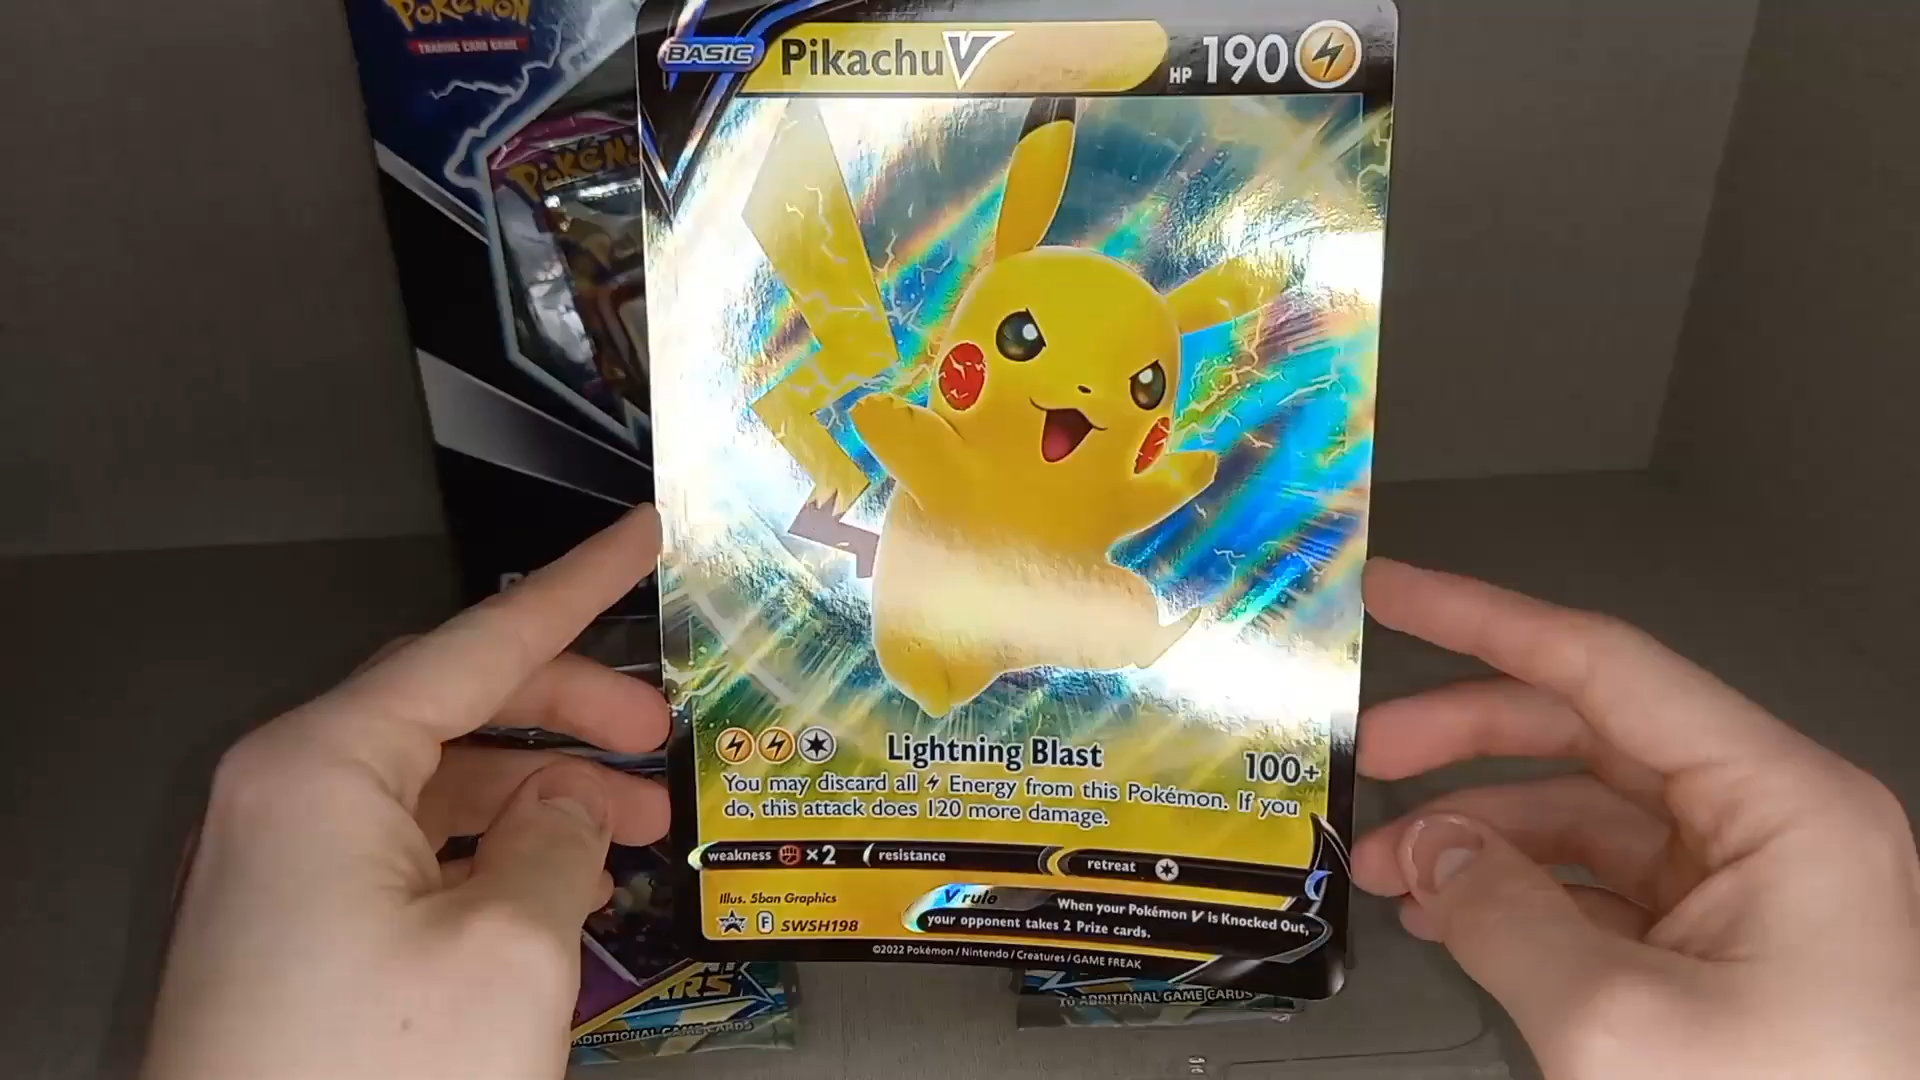 POKÉMON
TRADING CARD GAME
BASIC Pikachu V HP 190
Lightning Blast 100+
You may discard all Energy from this Pokémon. If you
do, this attack does 120 more damage.
weakness ×2 resistance retreat
Illus. 5ban Graphics
F SWSH198
V rule When your Pokémon V is Knocked Out,
your opponent takes 2 Prize cards.
©2022 Pokémon / Nintendo / Creatures / GAME FREAK
ADDITIONAL GAME CARDS
10 ADDITIONAL GAME CARDS